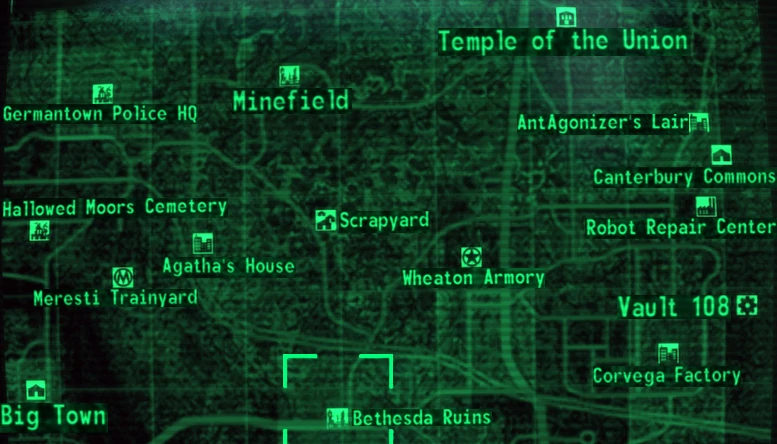 Temple of the Union
Minefield
Germantown Police HQ
AntAgonizer's Lair
Canterbury Commons
Hallowed Moors Cemetery
Scrapyard
Robot Repair Center
Agatha's House
Wheaton Armory
Meresti Trainyard
Vault 108
Corvega Factory
Big Town
Bethesda Ruins